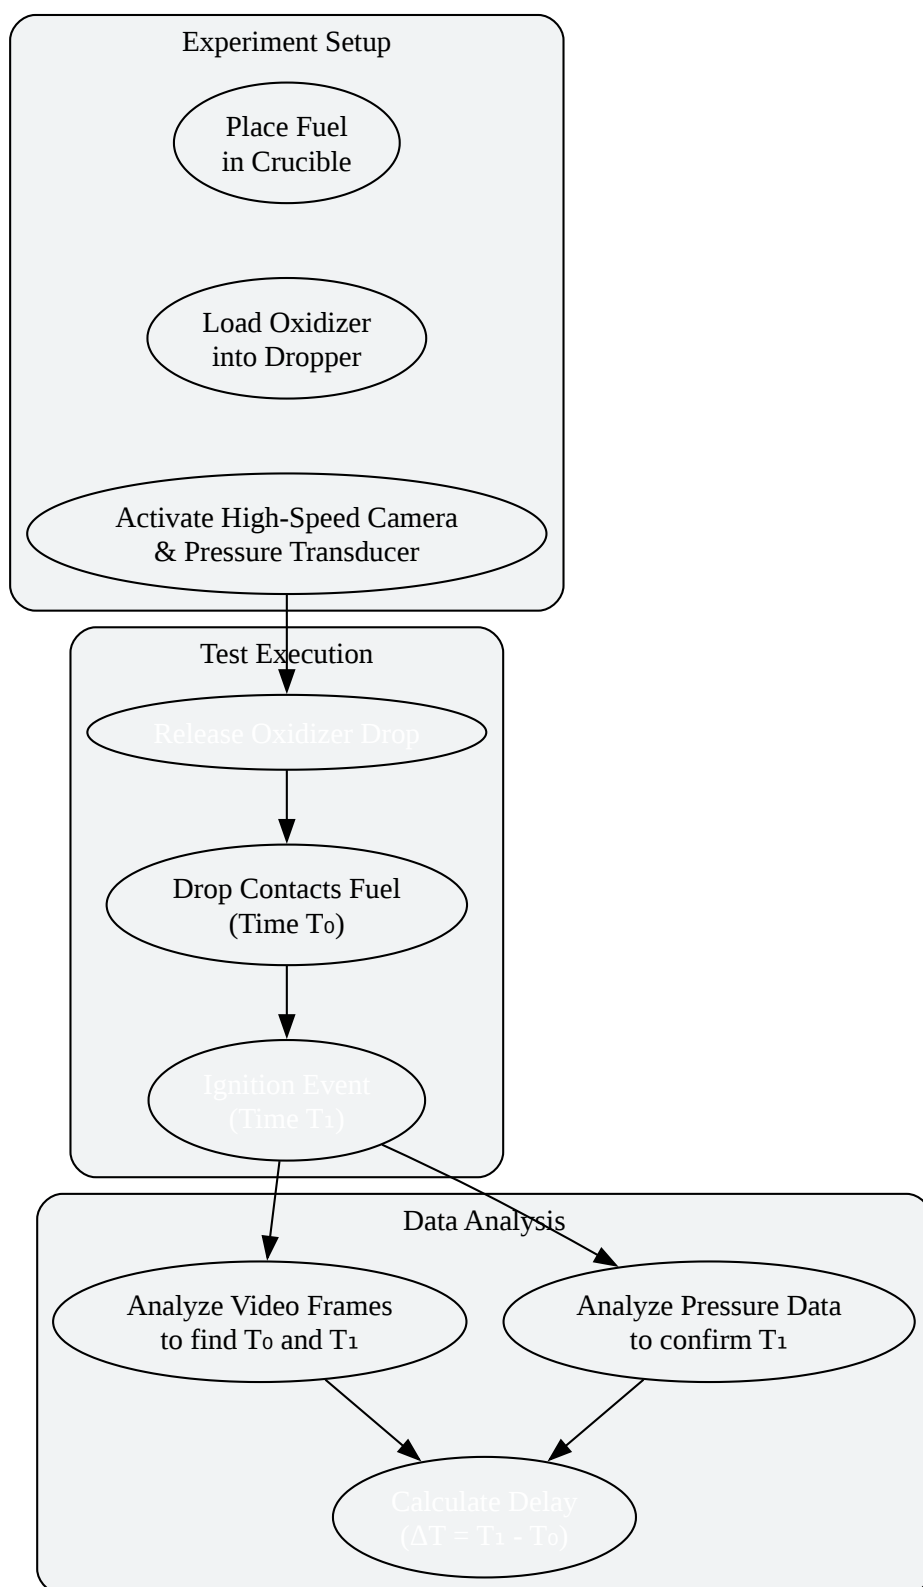 Experiment Setup
Place Fuel
in Crucible
Load Oxidizer
into Dropper
Activate High-Speed Camera
& Pressure Transducer
Test Execution
Release Oxidizer Drop
Drop Contacts Fuel
(Time T₀)
Ignition Event
(Time T₁)
Data Analysis
Analyze Video Frames
to find T₀ and T₁
Analyze Pressure Data
to confirm T₁
Calculate Delay
(ΔT = T₁ - T₀)